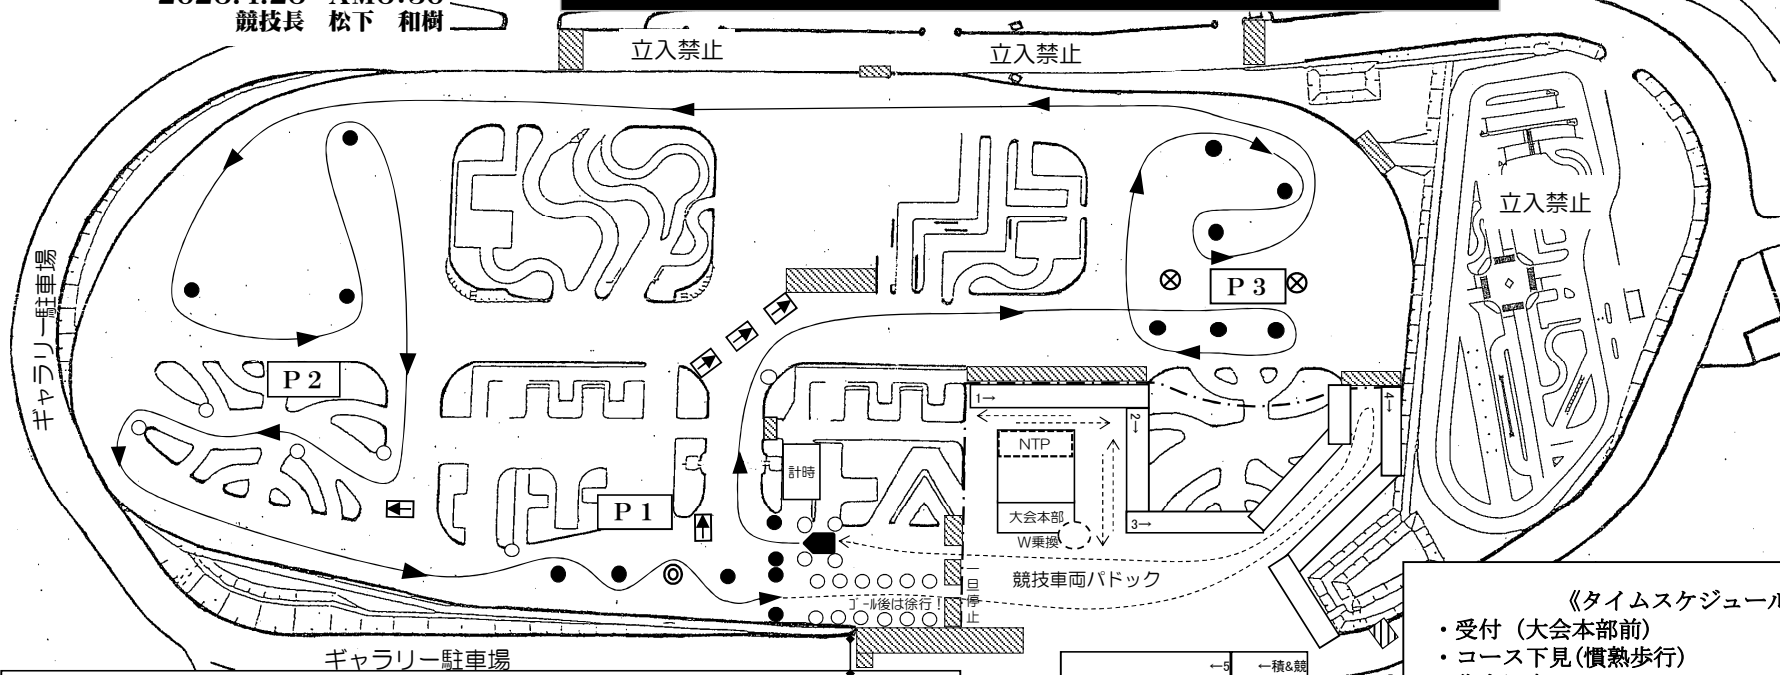 競技長　松下　和樹
立入禁止
立入禁止
立入禁止
ギャラリー駐車場
P 3
P 2
1→
2→
4→
NTP
計時
P 1
大会本部
W乗換
3→
競技車両パドック
一旦停止
ｺﾞｰﾙ後は徐行！
ギャラリー駐車場
←5
←積&競
《タイムスケジュール
・受付（大会本部前）
・コース下見(慣熟歩行)